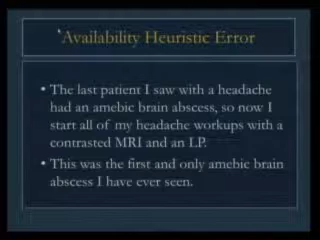 Availability Heuristic Error
• The last patient I saw with a headache
had an amebic brain abscess, so now I
start all of my headache workups with a
contrasted MRI and an LP.
• This was the first and only amebic brain
abscess I have ever seen.